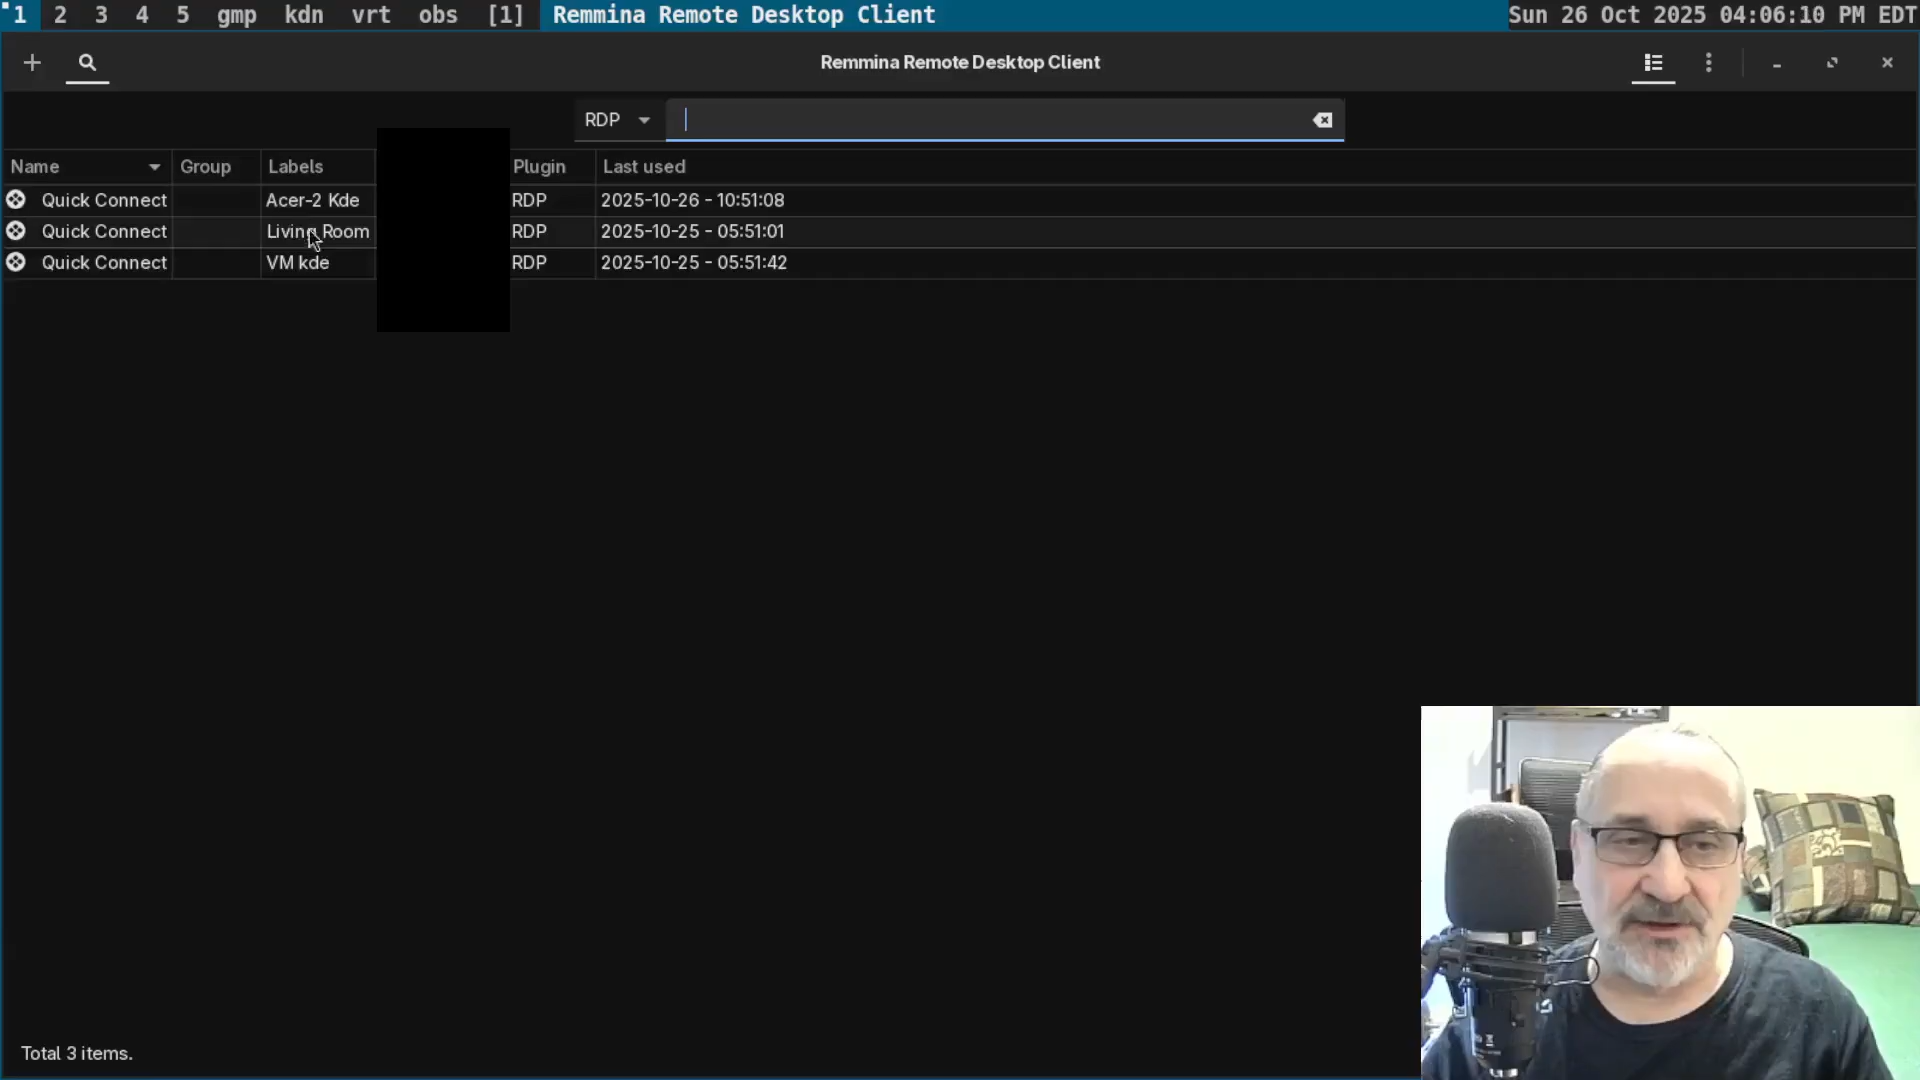 1 2 3 4 5 gmp kdn vrt obs [1] Remmina Remote Desktop Client Sun 26 Oct 2025 04:06:10 PM EDT
Remmina Remote Desktop Client
RDP
Name Group Labels Plugin Last used
Quick Connect Acer-2 Kde RDP 2025-10-26 - 10:51:08
Quick Connect Living Room RDP 2025-10-25 - 05:51:01
Quick Connect VM kde RDP 2025-10-25 - 05:51:42
Total 3 items.